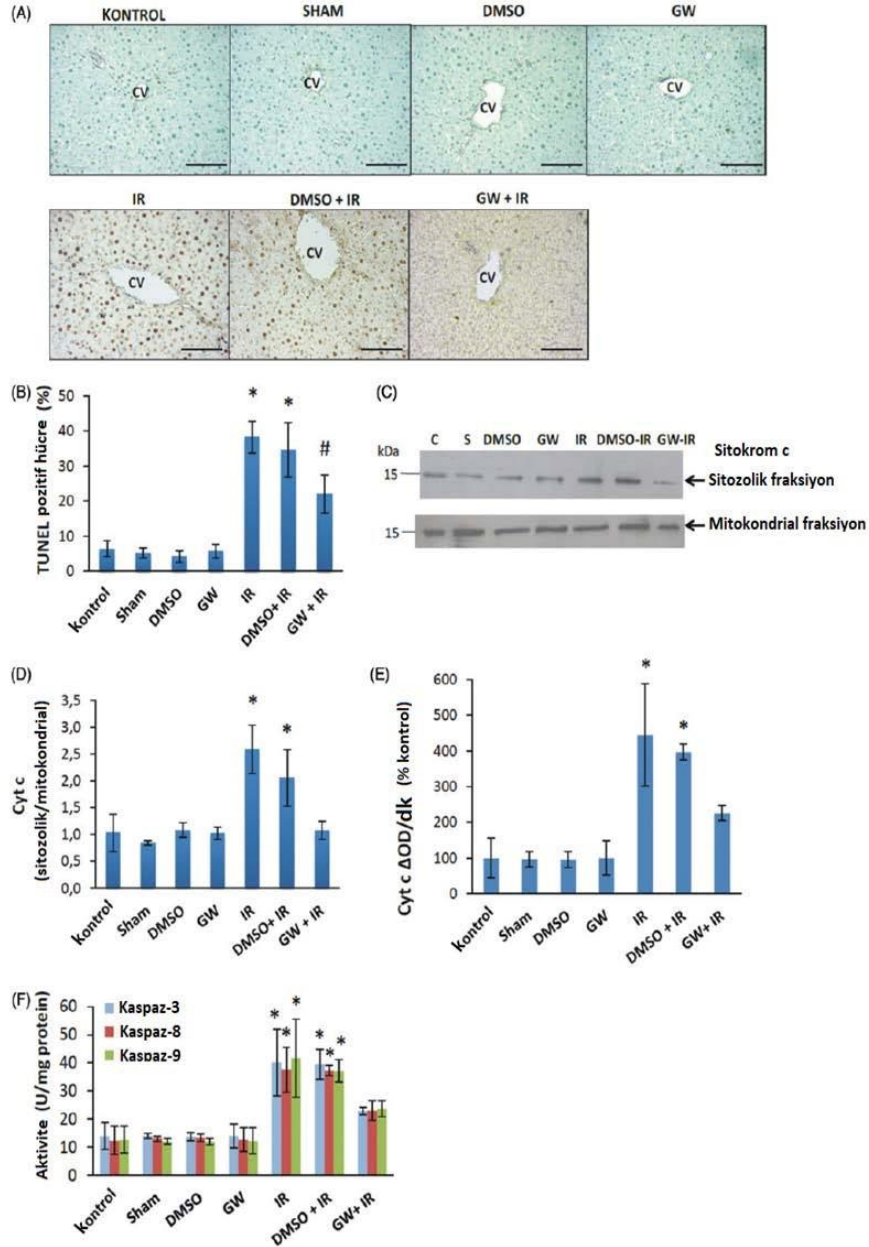 (A)
KONTROL SHAM DMSO GW
CV CV CV CV
IR DMSO + IR GW + IR
CV CV CV
(B)
TUNEL pozitif hücre (%)
50
40
30
20
10
0
* * #
Kontrol Sham DMSO GW IR DMSO+ IR GW + IR
(C)
kDa C S DMSO GW IR DMSO-IR GW-IR
Sitokrom c
15 Sitozolik fraksiyon
15 Mitokondrial fraksiyon
(D)
Cyt c
(sitozolik/mitokondrial)
3,5
3,0
2,5
2,0
1,5
1,0
0,5
0,0
* *
Kontrol Sham DMSO GW IR DMSO+ IR GW + IR
(E)
Cyt c ΔOD/dk (% kontrol)
600
500
400
300
200
100
0
* *
Kontrol Sham DMSO GW IR DMSO + IR GW+ IR
(F)
Aktivite (U/mg protein)
60
50
40
30
20
10
0
Kaspaz-3
Kaspaz-8
Kaspaz-9
* * * * * *
Kontrol Sham DMSO GW IR DMSO + IR GW+ IR